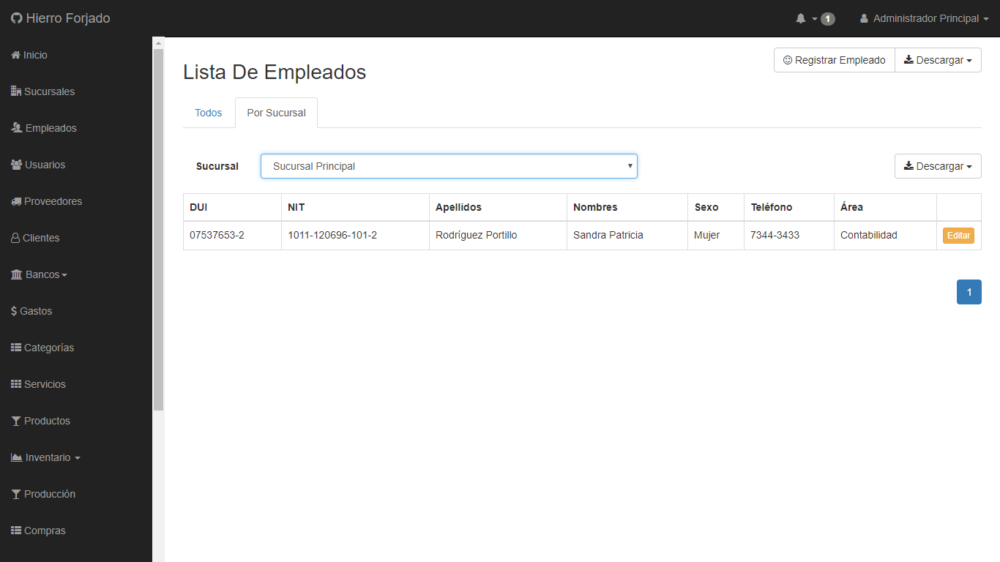 Hierro Forjado
1
Administrador Principal
Inicio
Sucursales
Empleados
Usuarios
Proveedores
Clientes
Bancos
$ Gastos
Categorías
Servicios
Productos
Inventario
Producción
Compras
Lista De Empleados
Registrar Empleado
Descargar
Todos
Por Sucursal
Sucursal
Sucursal Principal
Descargar
DUI NIT Apellidos Nombres Sexo Teléfono Área
07537653-2 1011-120696-101-2 Rodríguez Portillo Sandra Patricia Mujer 7344-3433 Contabilidad Editar
1